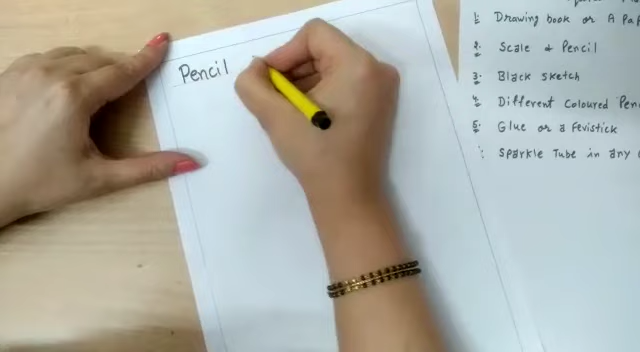 Pencil
1. Drawing book or A
2. Scale & Pencil
3. Black sketch
4. Different Coloured
5. Glue or a Fevistick
Sparkle Tube in any